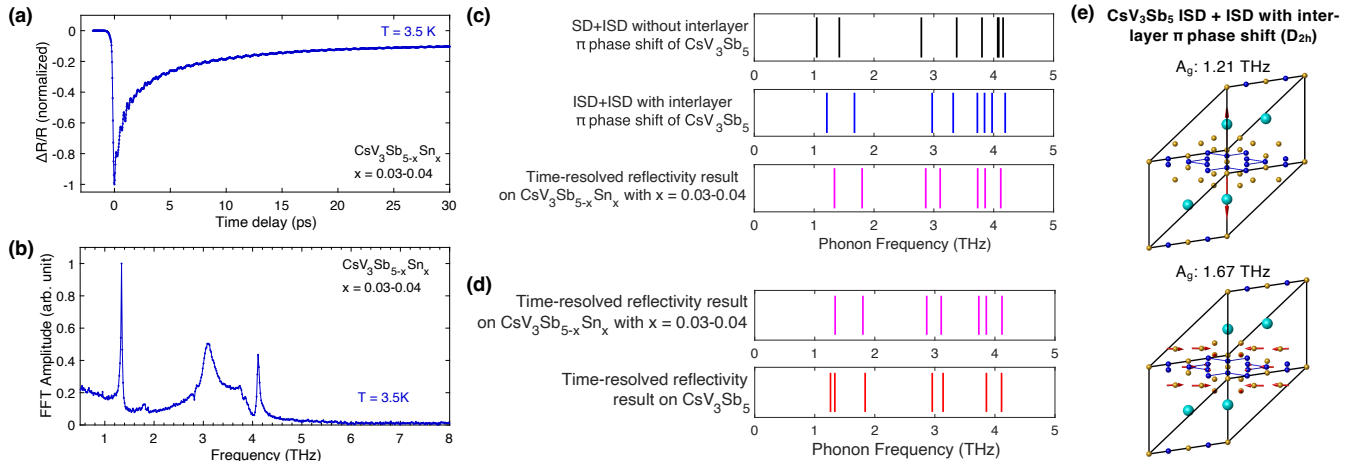 (a)
T = 3.5 K
CsV3Sb5-xSnx
x = 0.03-0.04
ΔR/R (normalized)
0
-0.2
-0.4
-0.6
-0.8
-1
0 5 10 15 20 25 30
Time delay (ps)
(b)
CsV3Sb5-xSnx
x = 0.03-0.04
T = 3.5K
FFT Amplitude (arb. unit)
1
0.8
0.6
0.4
0.2
0
1 2 3 4 5 6 7 8
Frequency (THz)
(c)
SD+ISD without interlayer
π phase shift of CsV3Sb5
0 1 2 3 4 5
ISD+ISD with interlayer
π phase shift of CsV3Sb5
0 1 2 3 4 5
Time-resolved reflectivity result
on CsV3Sb5-xSnx with x = 0.03-0.04
0 1 2 3 4 5
Phonon Frequency (THz)
(d)
Time-resolved reflectivity result
on CsV3Sb5-xSnx with x = 0.03-0.04
0 1 2 3 4 5
Time-resolved reflectivity
result on CsV3Sb5
0 1 2 3 4 5
Phonon Frequency (THz)
(e)
CsV3Sb5 ISD + ISD with inter-
layer π phase shift (D2h)
Ag: 1.21 THz
Ag: 1.67 THz